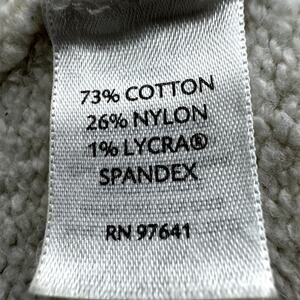 73% COTTON
26% NYLON
1% LYCRA®
SPANDEX
RN 97641